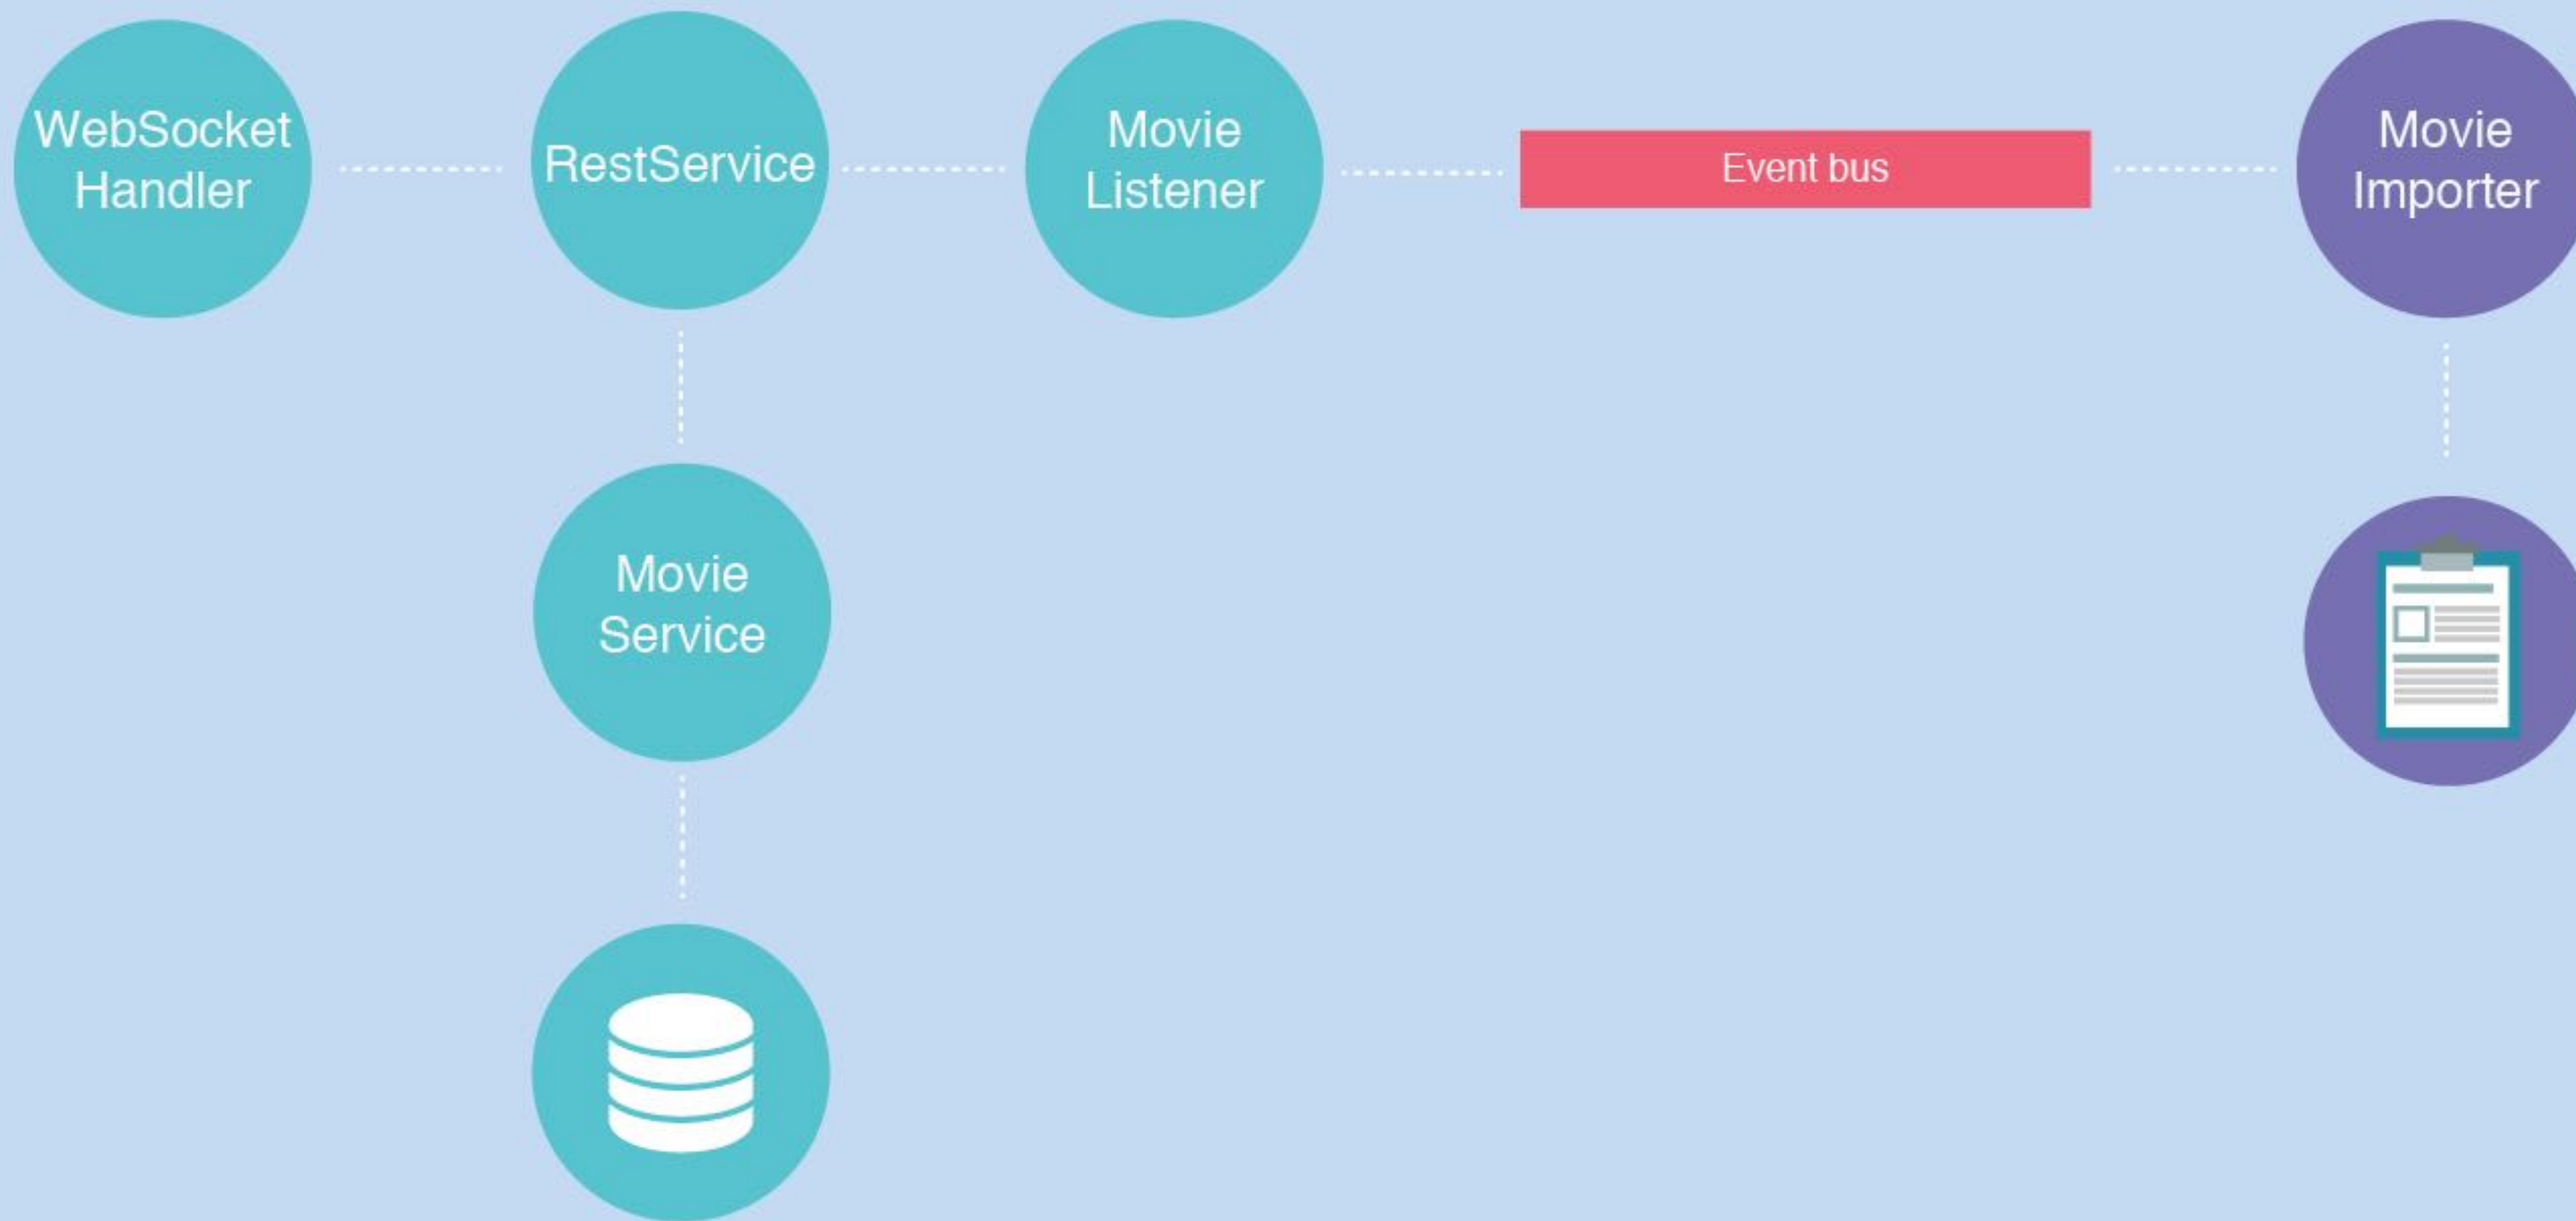 WebSocket
Handler
RestService
Movie
Listener
Event bus
Movie
Importer
Movie
Service